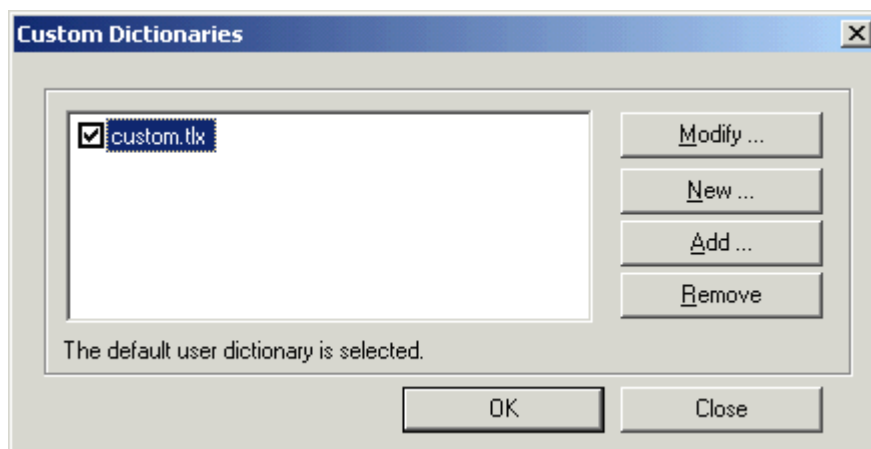 Custom Dictionaries
custom.tlx
Modify ...
New ...
Add ...
Remove
The default user dictionary is selected.
OK
Close